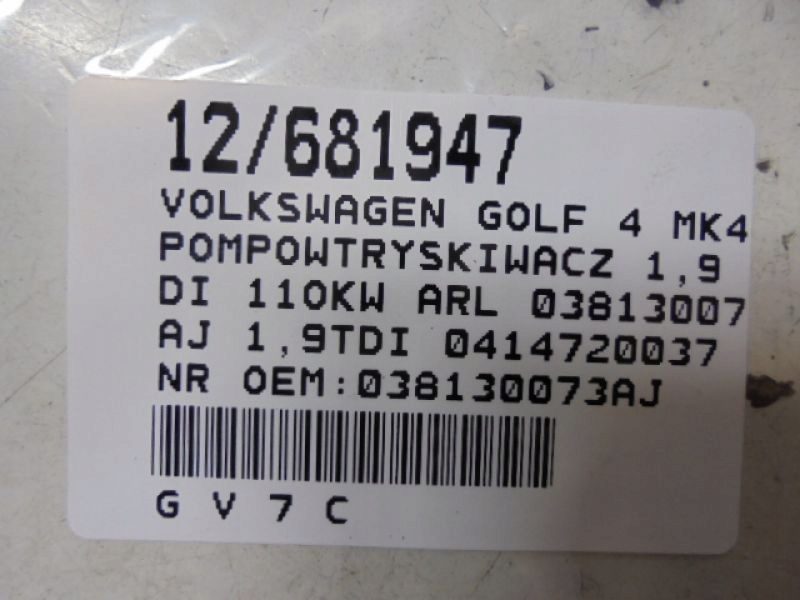 12/681947
VOLKSWAGEN GOLF 4 MK4
POMPOWTRYSKIWACZ 1,9
DI 110KW ARL 03813007
AJ 1,9TDI 0414720037
NR OEM:038130073AJ
G V 7 C